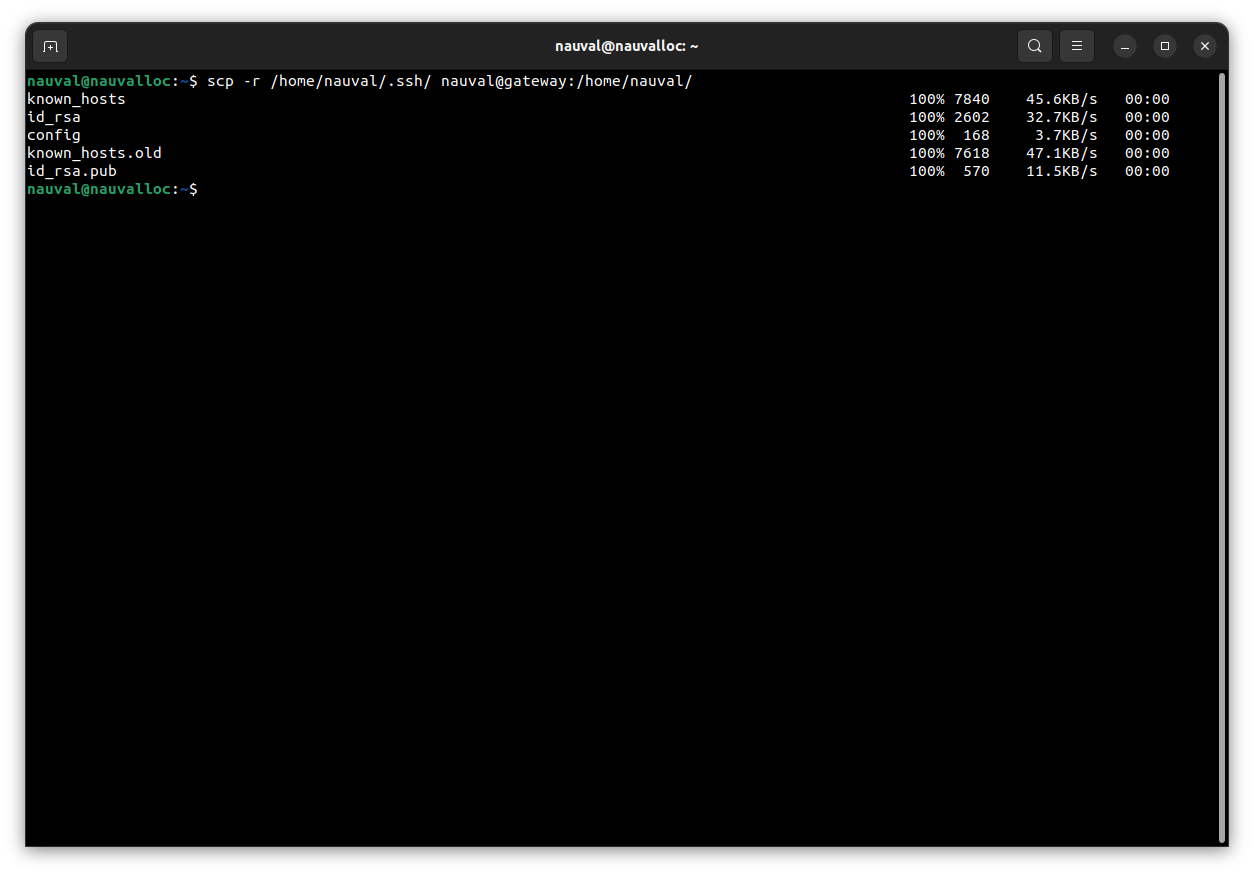 nauval@nauvalloc: ~
nauval@nauvalloc:~$ scp -r /home/nauval/.ssh/ nauval@gateway:/home/nauval/
known_hosts 100% 7840 45.6KB/s 00:00
id_rsa 100% 2602 32.7KB/s 00:00
config 100% 168 3.7KB/s 00:00
known_hosts.old 100% 7618 47.1KB/s 00:00
id_rsa.pub 100% 570 11.5KB/s 00:00
nauval@nauvalloc:~$